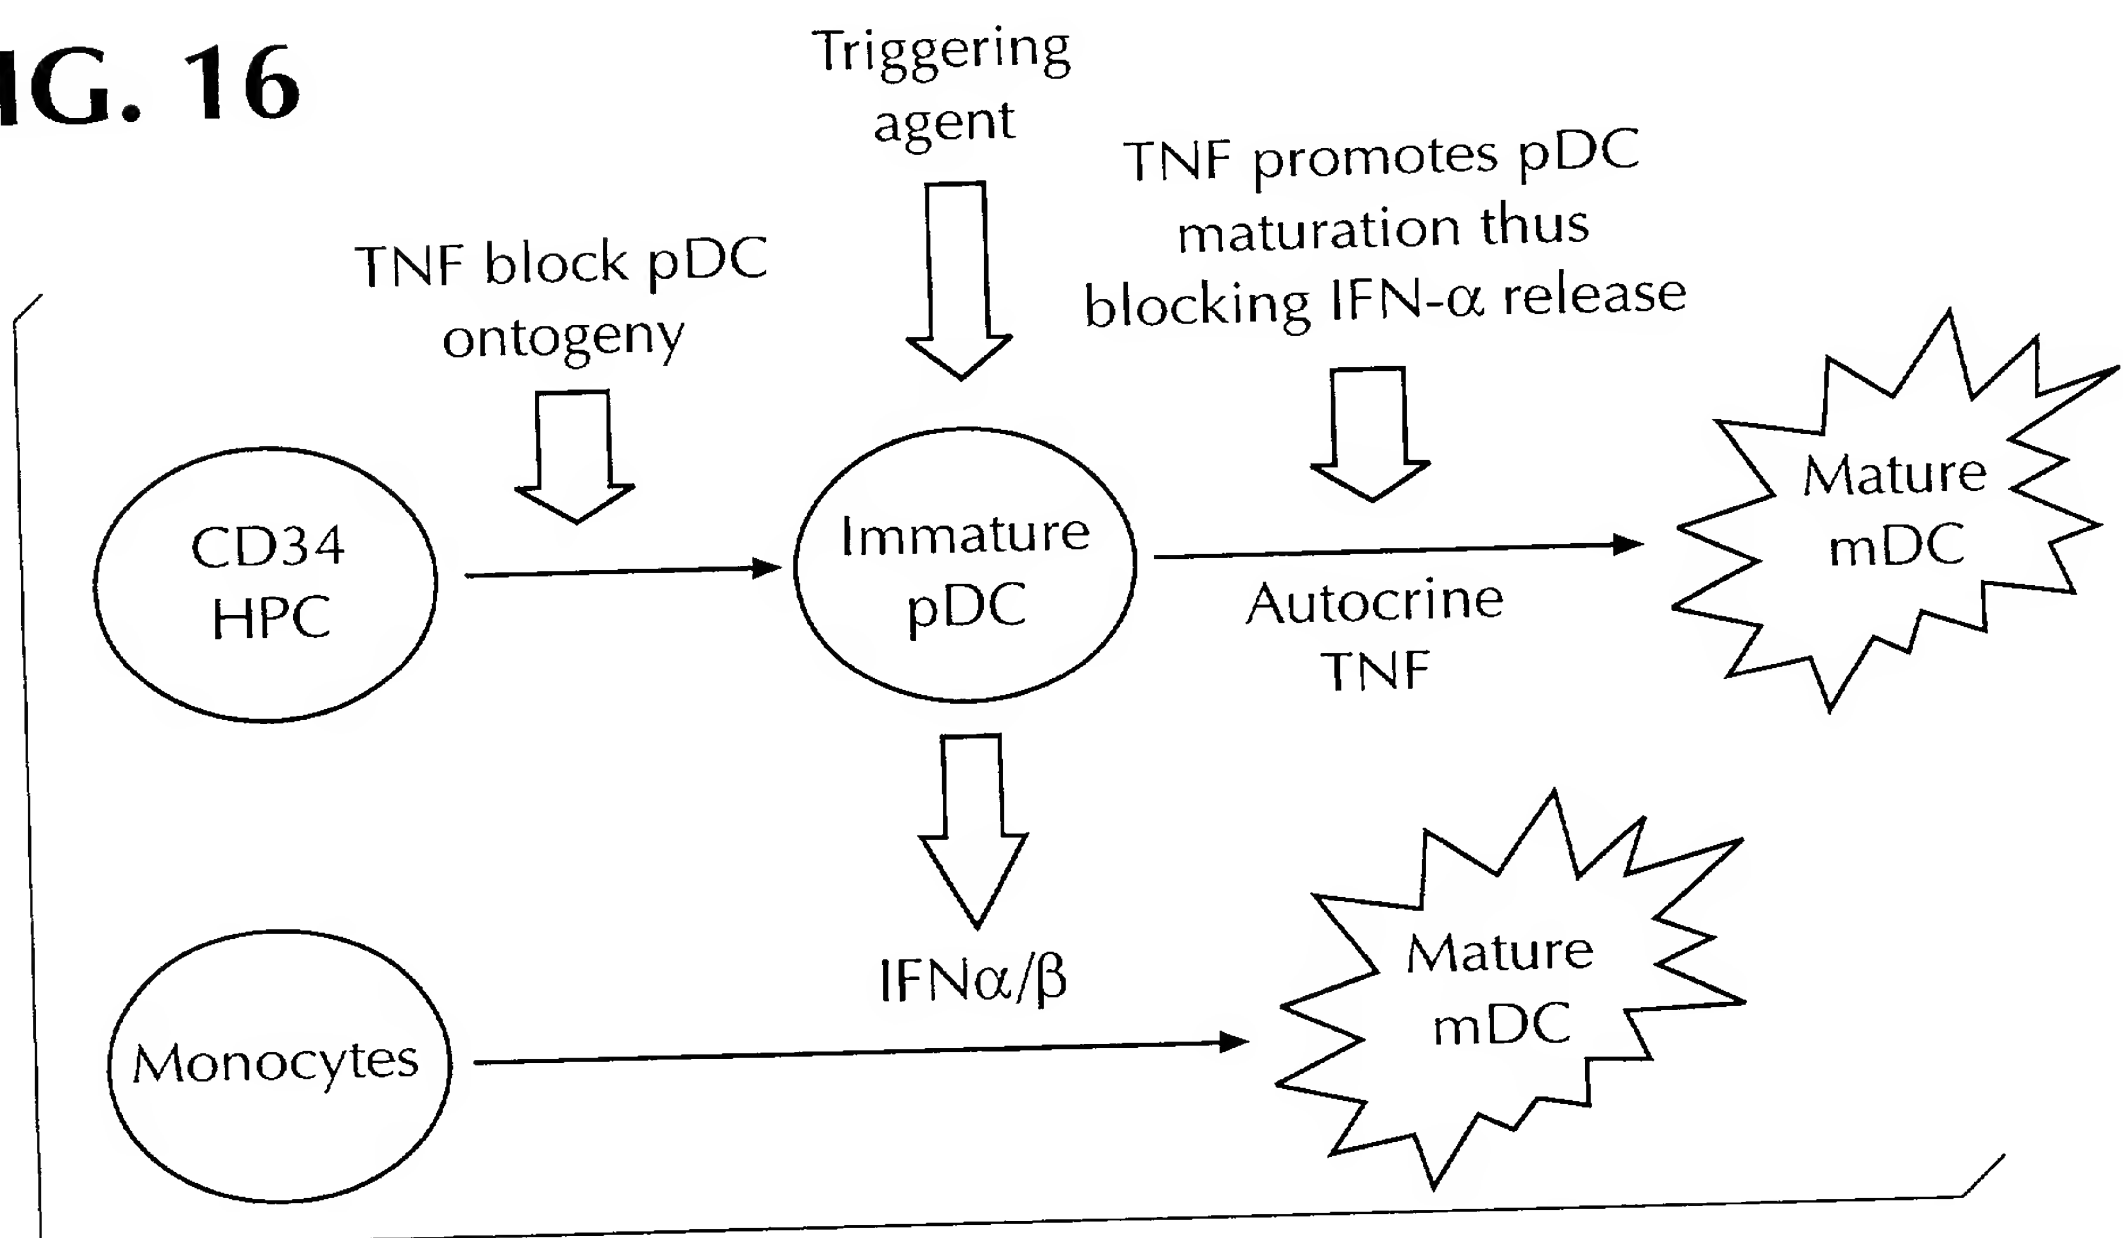 IG. 16
Triggering
agent
TNF block pDC
ontogeny
TNF promotes pDC
maturation thus
blocking IFN-α release
CD34
HPC
Immature
pDC
Autocrine
TNF
Mature
mDC
IFNα/β
Monocytes
Mature
mDC